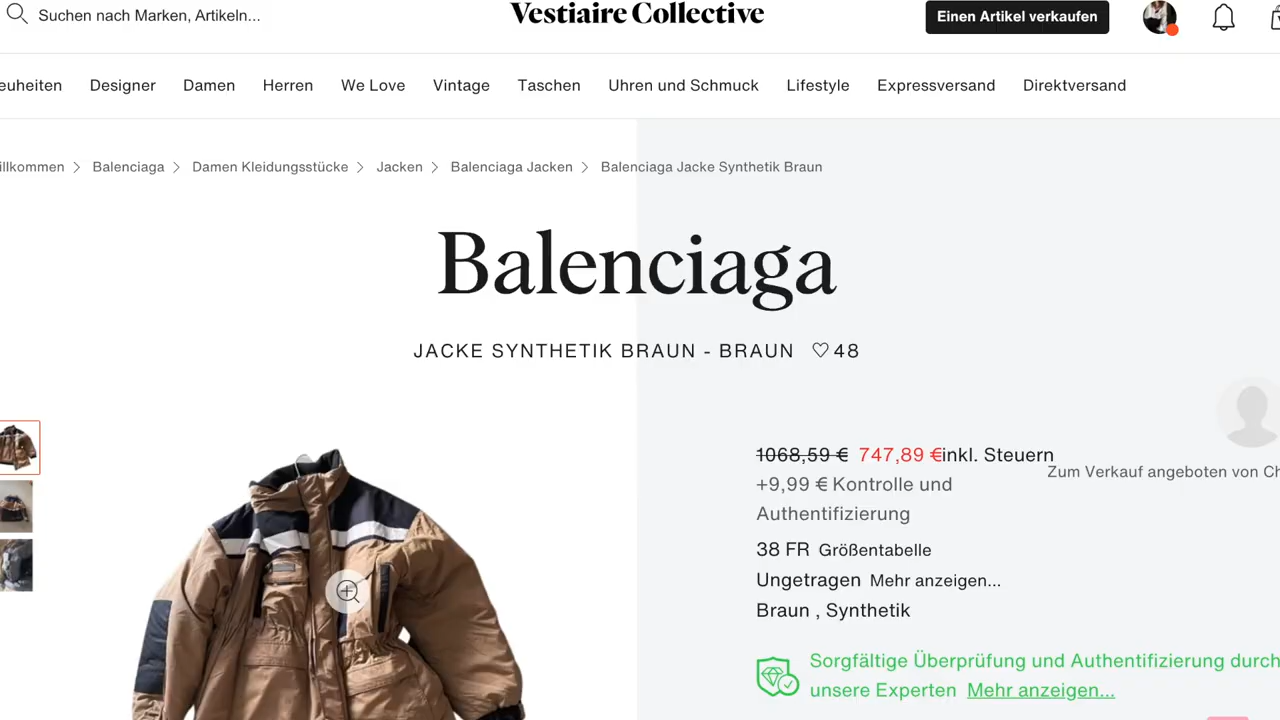 Suchen nach Marken, Artikeln...
Vestiaire Collective
Einen Artikel verkaufen
euheiten Designer Damen Herren We Love Vintage Taschen Uhren und Schmuck Lifestyle Expressversand Direktversand
illkommen > Balenciaga > Damen Kleidungsstücke > Jacken > Balenciaga Jacken > Balenciaga Jacke Synthetik Braun
Balenciaga
JACKE SYNTHETIK BRAUN - BRAUN ♡48
1068,59 € 747,89 €inkl. Steuern
Zum Verkauf angeboten von Ch
+9,99 € Kontrolle und
Authentifizierung
38 FR Größentabelle
Ungetragen Mehr anzeigen...
Braun , Synthetik
Sorgfältige Überprüfung und Authentifizierung durch
unsere Experten Mehr anzeigen...